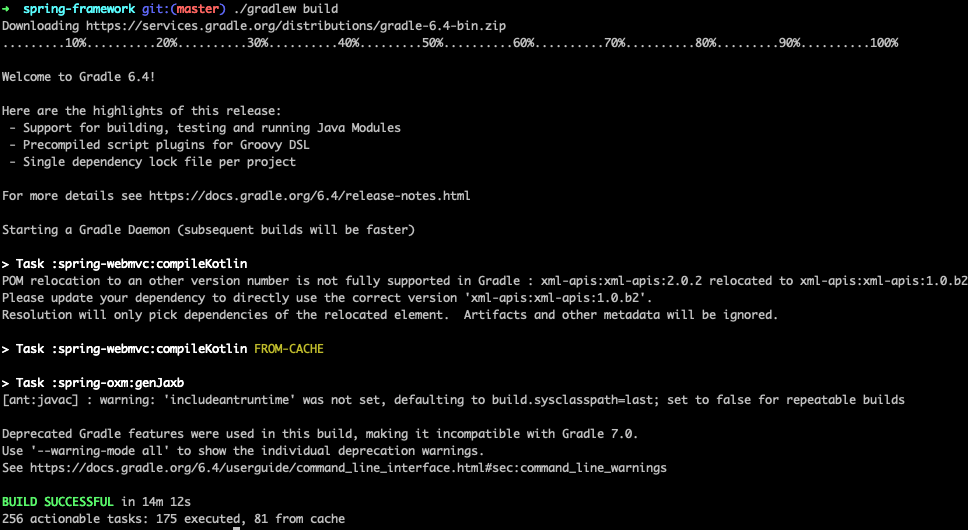 ➜  spring-framework git:(master) ./gradlew build
Downloading https://services.gradle.org/distributions/gradle-6.4-bin.zip
.........10%..........20%..........30%..........40%.........50%..........60%..........70%..........80%.........90%..........100%
Welcome to Gradle 6.4!
Here are the highlights of this release:
 - Support for building, testing and running Java Modules
 - Precompiled script plugins for Groovy DSL
 - Single dependency lock file per project
For more details see https://docs.gradle.org/6.4/release-notes.html
Starting a Gradle Daemon (subsequent builds will be faster)
> Task :spring-webmvc:compileKotlin
POM relocation to an other version number is not fully supported in Gradle : xml-apis:xml-apis:2.0.2 relocated to xml-apis:xml-apis:1.0.b2
Please update your dependency to directly use the correct version 'xml-apis:xml-apis:1.0.b2'.
Resolution will only pick dependencies of the relocated element.  Artifacts and other metadata will be ignored.
> Task :spring-webmvc:compileKotlin FROM-CACHE
> Task :spring-oxm:genJaxb
[ant:javac] : warning: 'includeantruntime' was not set, defaulting to build.sysclasspath=last; set to false for repeatable builds
Deprecated Gradle features were used in this build, making it incompatible with Gradle 7.0.
Use '--warning-mode all' to show the individual deprecation warnings.
See https://docs.gradle.org/6.4/userguide/command_line_interface.html#sec:command_line_warnings
BUILD SUCCESSFUL in 14m 12s
256 actionable tasks: 175 executed, 81 from cache